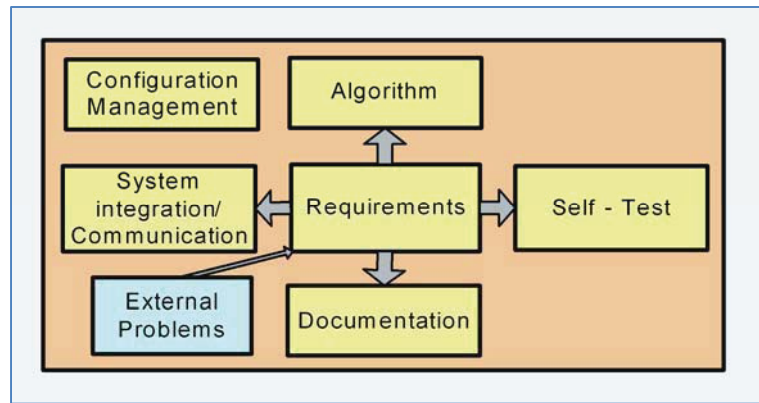 Configuration
Management
Algorithm
System
integration/
Communication
Requirements
Self - Test
External
Problems
Documentation